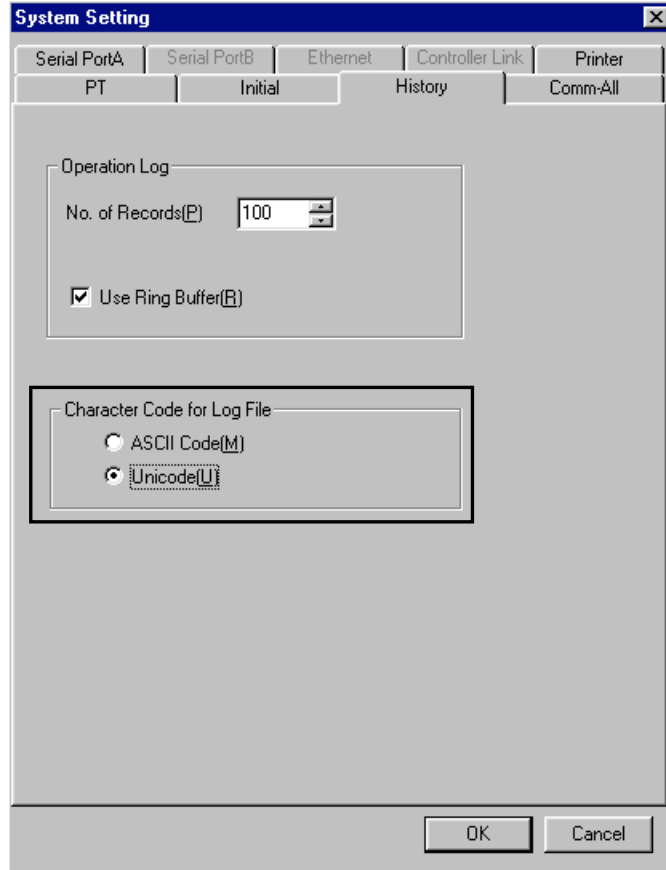 System Setting
Serial PortA Serial PortB Ethernet Controller Link Printer
PT Initial History Comm-All
Operation Log
No. of Records(P) 100
Use Ring Buffer(R)
Character Code for Log File
ASCII Code(M)
Unicode(U)
OK Cancel